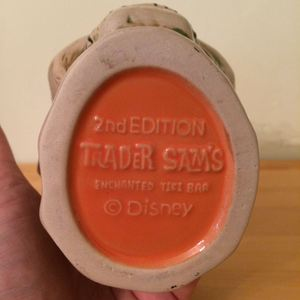 2nd EDITION
TRADER SAM'S
ENCHANTED TIKI BAR
© Disney